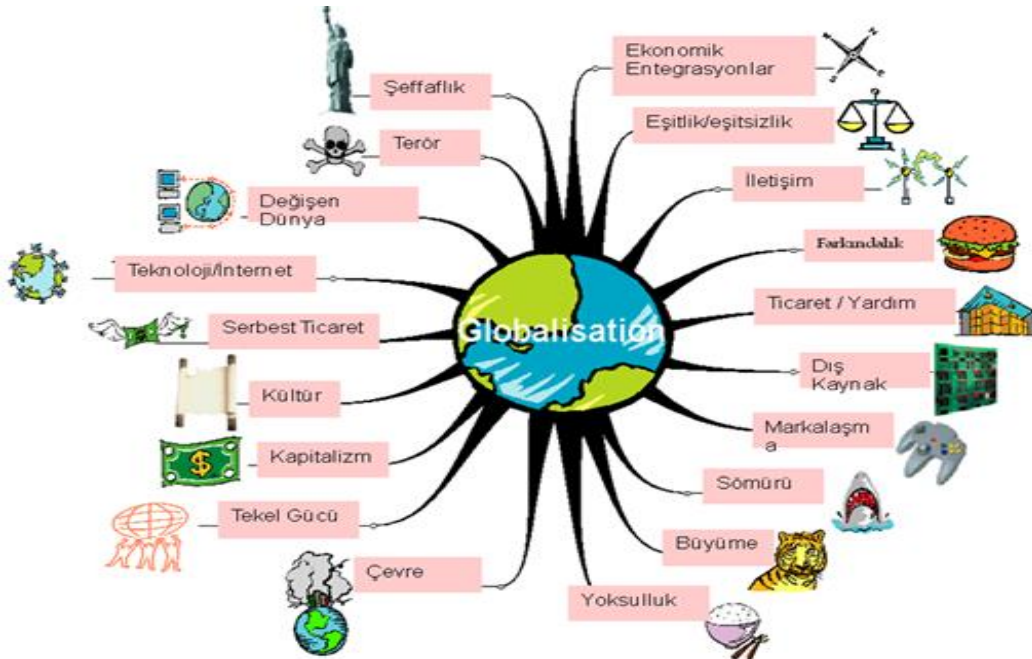 Ekonomik
Entegrasyonlar
Şeffaflık
Eşitlik/eşitsizlik
Terör
İletişim
Değişen
Dünya
Farkındalık
Teknoloji/İnternet
Ticaret / Yardım
Serbest Ticaret
Globalisation
Dış
Kaynak
Kültür
Markalaşm
a
Kapitalizm
Sömürü
Tekel Gücü
Büyüme
Çevre
Yoksulluk